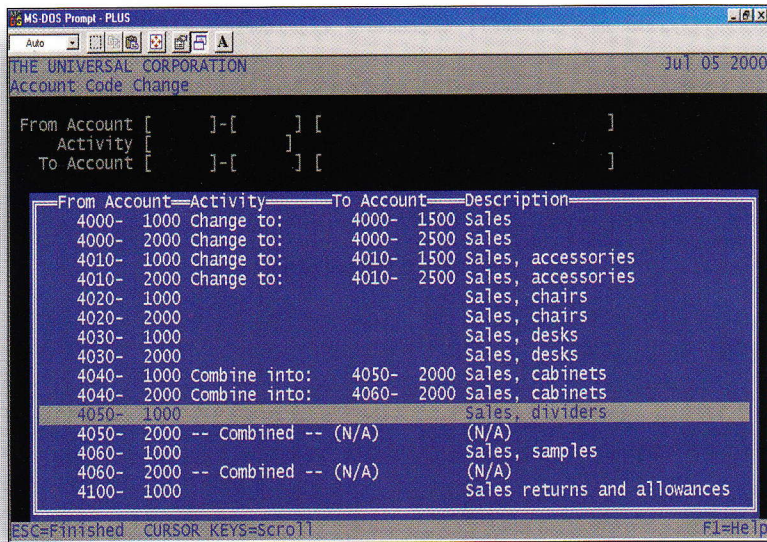 MS-DOS Prompt - PLUS
Auto A
THE UNIVERSAL CORPORATION Jul 05 2000
Account Code Change
From Account [ ]-[ ] [ ]
Activity [ ]
To Account [ ]-[ ] [ ]
From Account Activity To Account Description
4000- 1000 Change to: 4000- 1500 Sales
4000- 2000 Change to: 4000- 2500 Sales
4010- 1000 Change to: 4010- 1500 Sales, accessories
4010- 2000 Change to: 4010- 2500 Sales, accessories
4020- 1000 Sales, chairs
4020- 2000 Sales, chairs
4030- 1000 Sales, desks
4030- 2000 Sales, desks
4040- 1000 Combine into: 4050- 2000 Sales, cabinets
4040- 2000 Combine into: 4060- 2000 Sales, cabinets
4050- 1000 Sales, dividers
4050- 2000 -- Combined -- (N/A) (N/A)
4060- 1000 Sales, samples
4060- 2000 -- Combined -- (N/A) (N/A)
4100- 1000 Sales returns and allowances
ESC=Finished CURSOR KEYS=Scroll F1=Help